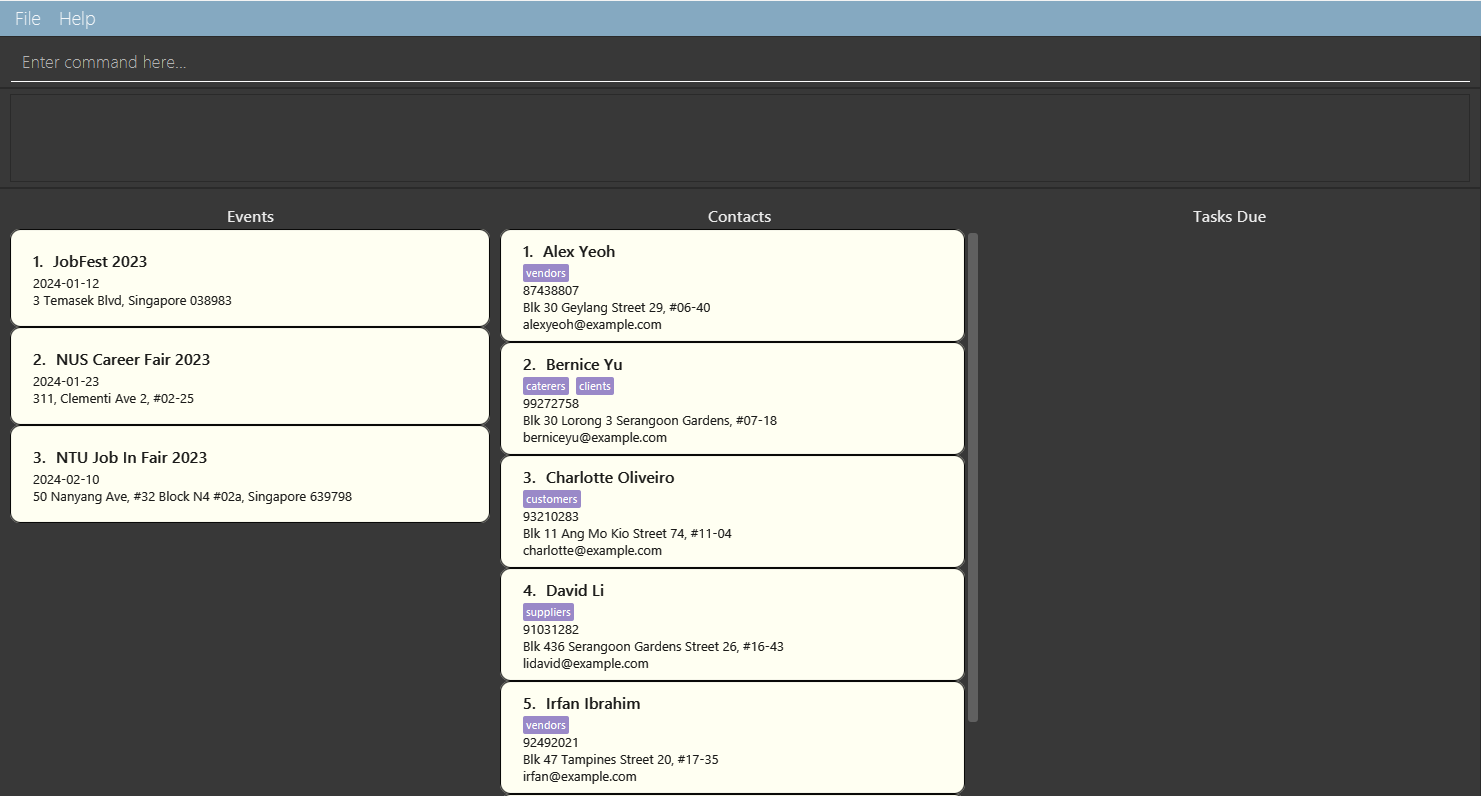 File Help
Enter command here...
Events
1. JobFest 2023
2024-01-12
3 Temasek Blvd, Singapore 038983
2. NUS Career Fair 2023
2024-01-23
311, Clementi Ave 2, #02-25
3. NTU Job In Fair 2023
2024-02-10
50 Nanyang Ave, #32 Block N4 #02a, Singapore 639798
Contacts
1. Alex Yeoh
vendors
87438807
Blk 30 Geylang Street 29, #06-40
alexyeoh@example.com
2. Bernice Yu
caterers clients
99272758
Blk 30 Lorong 3 Serangoon Gardens, #07-18
berniceyu@example.com
3. Charlotte Oliveiro
customers
93210283
Blk 11 Ang Mo Kio Street 74, #11-04
charlotte@example.com
4. David Li
suppliers
91031282
Blk 436 Serangoon Gardens Street 26, #16-43
lidavid@example.com
5. Irfan Ibrahim
vendors
92492021
Blk 47 Tampines Street 20, #17-35
irfan@example.com
Tasks Due